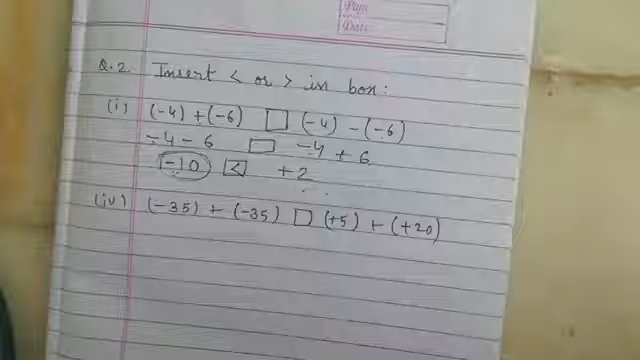 Page
Date
Q.2. Insert < or > in box:
(i) (-4) + (-6) □ (-4) - (-6)
-4 - 6 □ -4 + 6
-10 < +2
(iv) (-35) + (-35) □ (+5) + (+20)